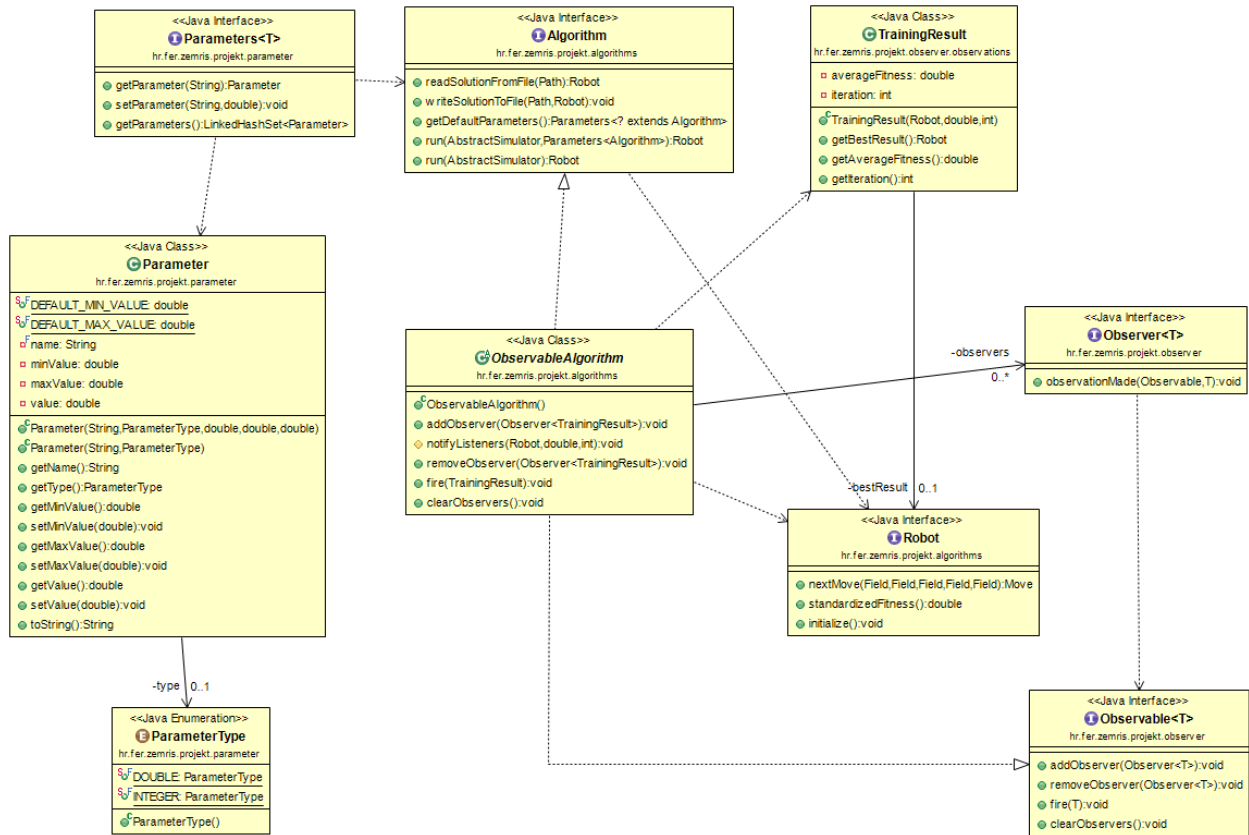 <<Java Interface>>
Parameters<T>
hr.fer.zemris.projekt.parameter
getParameter(String):Parameter
setParameter(String,double):void
getParameters():LinkedHashSet<Parameter>
<<Java Interface>>
Algorithm
hr.fer.zemris.projekt.algorithms
readSolutionFromFile(Path):Robot
writeSolutionToFile(Path,Robot):void
getDefaultParameters():Parameters<? extends Algorithm>
run(AbstractSimulator,Parameters<Algorithm>):Robot
run(AbstractSimulator):Robot
<<Java Class>>
TrainingResult
hr.fer.zemris.projekt.observer.observations
averageFitness: double
iteration: int
TrainingResult(Robot,double,int)
getBestResult():Robot
getAverageFitness():double
getIteration():int
<<Java Class>>
Parameter
hr.fer.zemris.projekt.parameter
DEFAULT_MIN_VALUE: double
DEFAULT_MAX_VALUE: double
name: String
minValue: double
maxValue: double
value: double
Parameter(String,ParameterType,double,double,double)
Parameter(String,ParameterType)
getName():String
getType():ParameterType
getMinValue():double
setMinValue(double):void
getMaxValue():double
setMaxValue(double):void
getValue():double
setValue(double):void
toString():String
<<Java Class>>
ObservableAlgorithm
hr.fer.zemris.projekt.algorithms
ObservableAlgorithm()
addObserver(Observer<TrainingResult>):void
notifyListeners(Robot,double,int):void
removeObserver(Observer<TrainingResult>):void
fire(TrainingResult):void
clearObservers():void
-observers
0..*
<<Java Interface>>
Observer<T>
hr.fer.zemris.projekt.observer
observationMade(Observable,T):void
-bestResult 0..1
<<Java Interface>>
Robot
hr.fer.zemris.projekt.algorithms
nextMove(Field,Field,Field,Field,Field):Move
standardizedFitness():double
initialize():void
-type 0..1
<<Java Enumeration>>
ParameterType
hr.fer.zemris.projekt.parameter
DOUBLE: ParameterType
INTEGER: ParameterType
ParameterType()
<<Java Interface>>
Observable<T>
hr.fer.zemris.projekt.observer
addObserver(Observer<T>):void
removeObserver(Observer<T>):void
fire(T):void
clearObservers():void